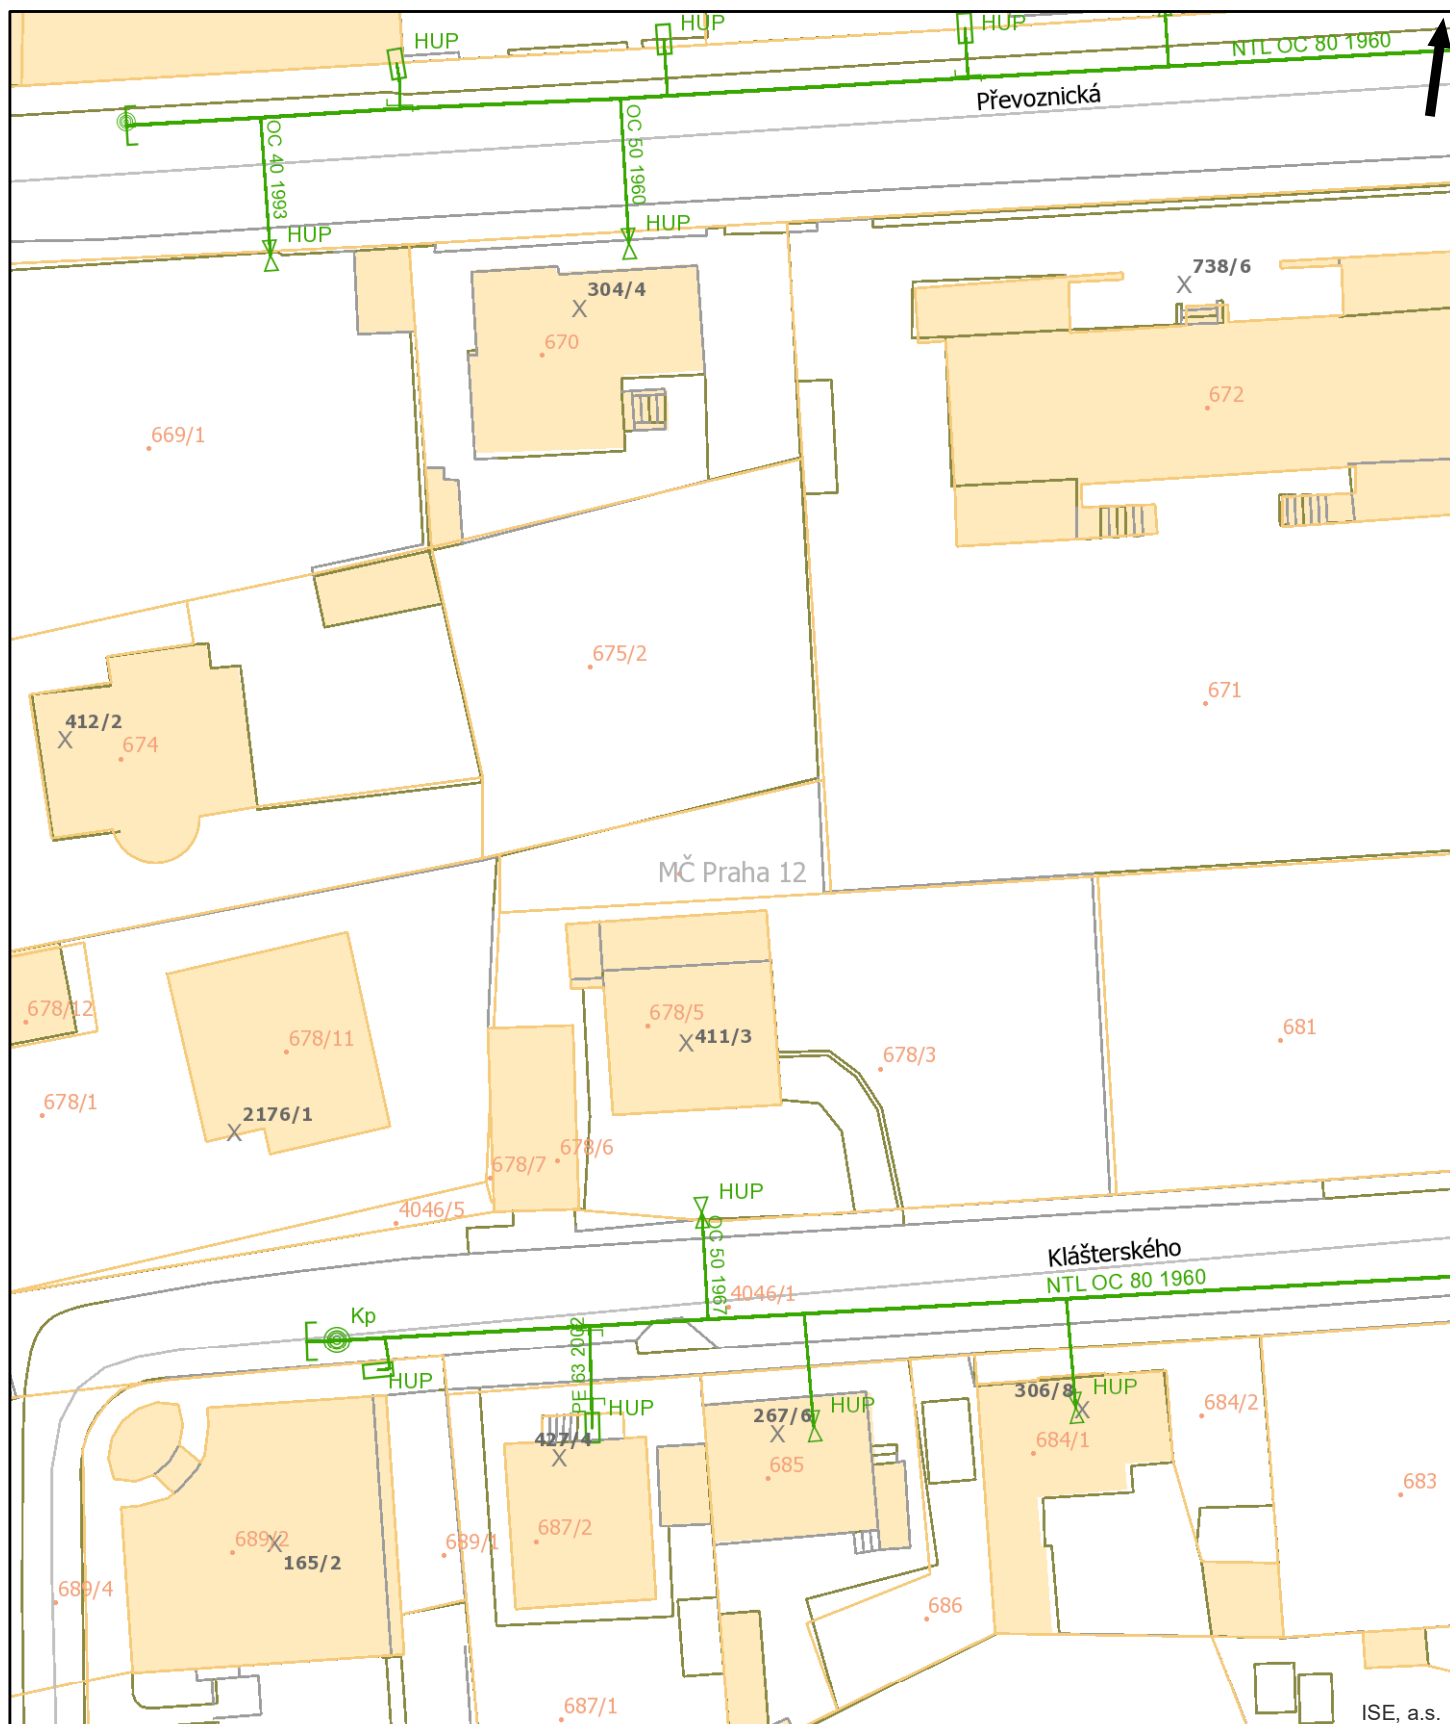 HUP
HUP
HUP
NTL OC 80 1960
Převoznická
OC 40 1993
OC 50 1960
HUP
HUP
738/6
304/4
670
672
669/1
675/2
671
412/2
674
MČ Praha 12
678/12
678/5
411/3
678/11
678/3
681
678/1
2176/1
678/6
678/7
4046/5
HUP
OC 50 1967
Klášterského
NTL OC 80 1960
4046/1
Kp
PE 63 2002
HUP
HUP
267/6
HUP
306/8
HUP
684/2
427/4
684/1
685
683
687/2
689/2
165/2
689/1
689/4
686
687/1
ISE, a.s.